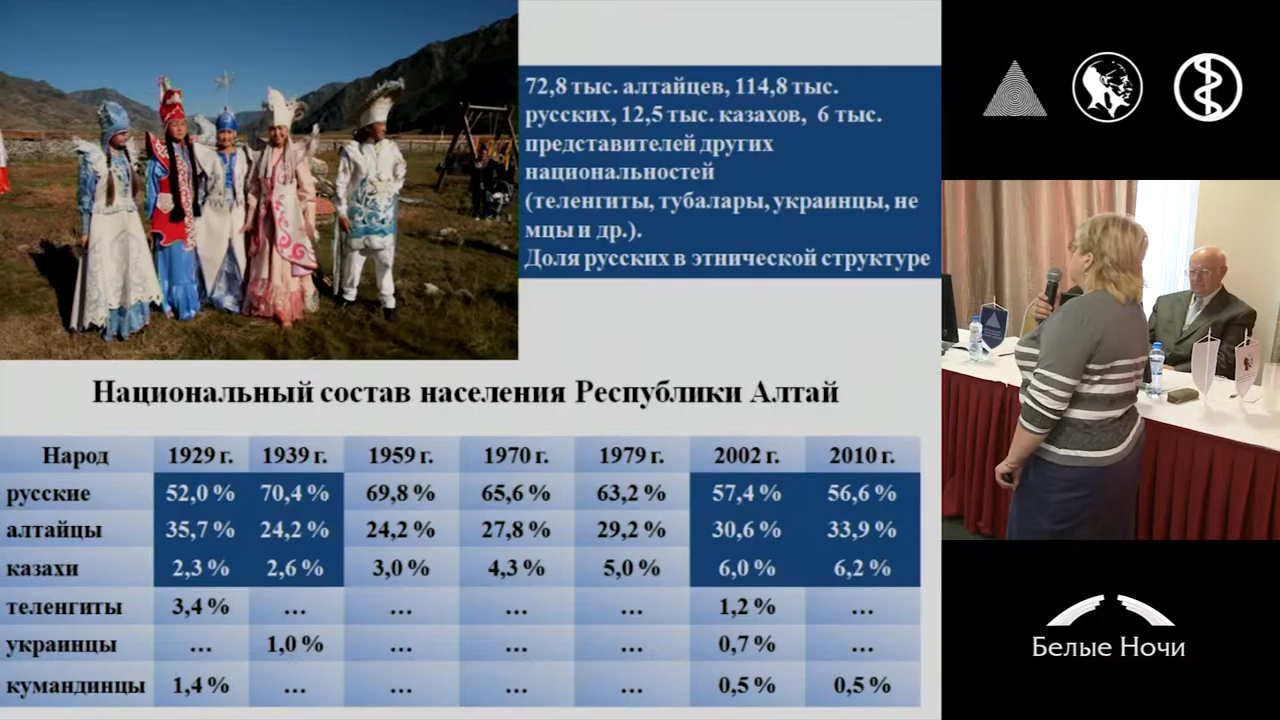 72,8 тыс. алтайцев, 114,8 тыс.
русских, 12,5 тыс. казахов, 6 тыс.
представителей других
национальностей
(теленгиты, тубалары, украинцы, не
мцы и др.).
Доля русских в этнической структуре
Национальный состав населения Республики Алтай
Народ 1929 г. 1939 г. 1959 г. 1970 г. 1979 г. 2002 г. 2010 г.
русские 52,0 % 70,4 % 69,8 % 65,6 % 63,2 % 57,4 % 56,6 %
алтайцы 35,7 % 24,2 % 24,2 % 27,8 % 29,2 % 30,6 % 33,9 %
казахи 2,3 % 2,6 % 3,0 % 4,3 % 5,0 % 6,0 % 6,2 %
теленгиты 3,4 % ... ... ... ... 1,2 % ...
украинцы ... 1,0 % ... ... ... 0,7 % ...
кумандинцы 1,4 % ... ... ... ... 0,5 % 0,5 %
Белые Ночи